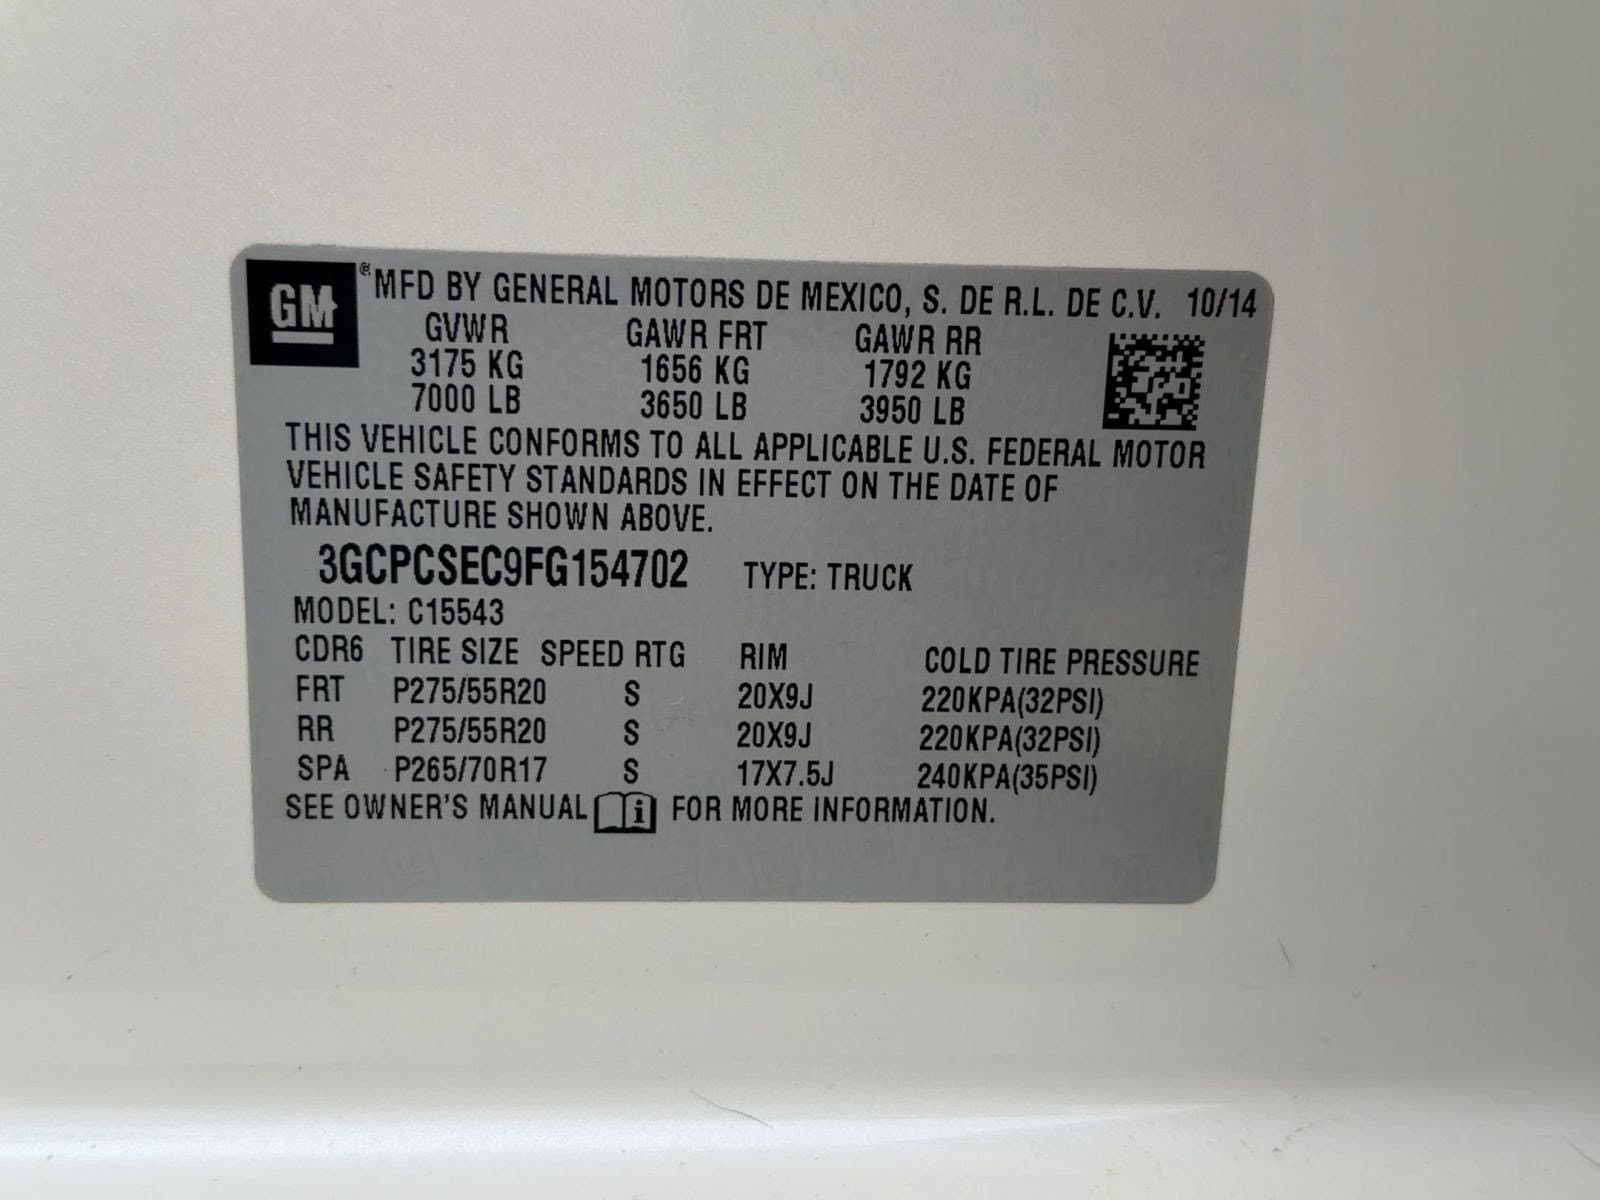 GM ® MFD BY GENERAL MOTORS DE MEXICO, S. DE R.L. DE C.V. 10/14
GVWR GAWR FRT GAWR RR
3175 KG 1656 KG 1792 KG
7000 LB 3650 LB 3950 LB
THIS VEHICLE CONFORMS TO ALL APPLICABLE U.S. FEDERAL MOTOR
VEHICLE SAFETY STANDARDS IN EFFECT ON THE DATE OF
MANUFACTURE SHOWN ABOVE.
3GCPCSEC9FG154702 TYPE: TRUCK
MODEL: C15543
CDR6 TIRE SIZE SPEED RTG RIM COLD TIRE PRESSURE
FRT P275/55R20 S 20X9J 220KPA(32PSI)
RR P275/55R20 S 20X9J 220KPA(32PSI)
SPA P265/70R17 S 17X7.5J 240KPA(35PSI)
SEE OWNER'S MANUAL i FOR MORE INFORMATION.